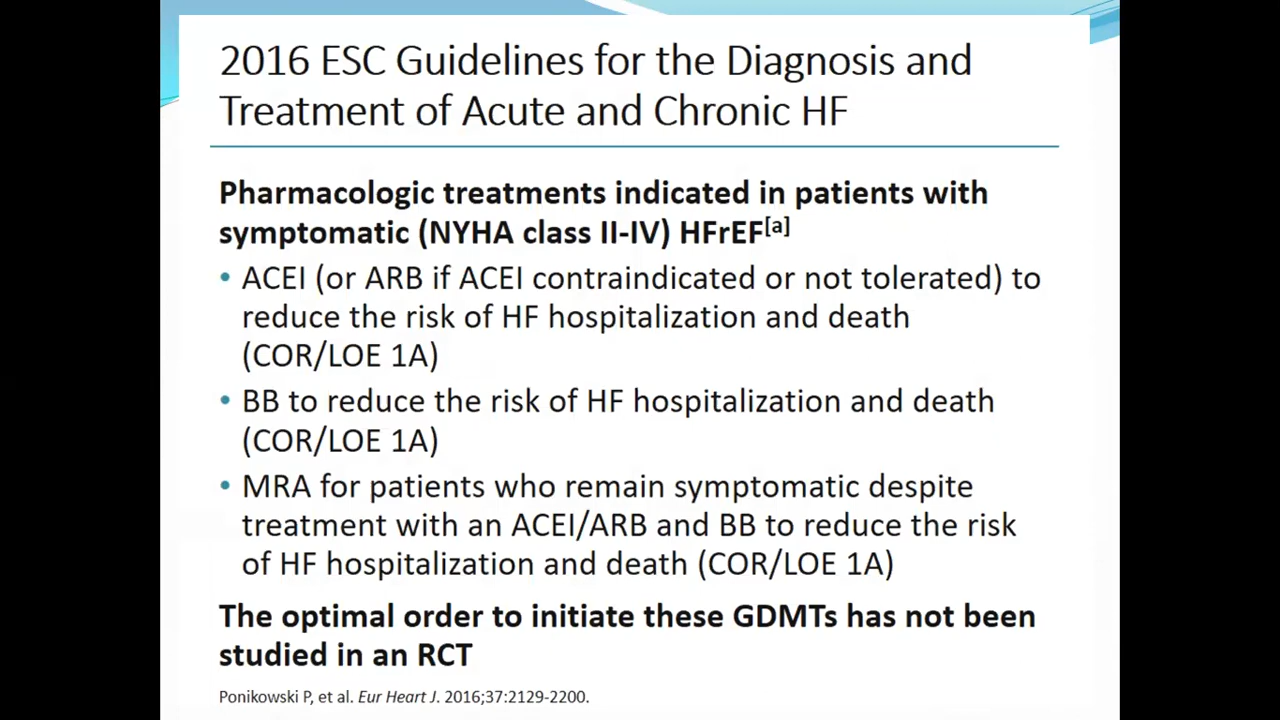 2016 ESC Guidelines for the Diagnosis and
Treatment of Acute and Chronic HF
Pharmacologic treatments indicated in patients with
symptomatic (NYHA class II-IV) HFrEF[a]
• ACEI (or ARB if ACEI contraindicated or not tolerated) to
reduce the risk of HF hospitalization and death
(COR/LOE 1A)
• BB to reduce the risk of HF hospitalization and death
(COR/LOE 1A)
• MRA for patients who remain symptomatic despite
treatment with an ACEI/ARB and BB to reduce the risk
of HF hospitalization and death (COR/LOE 1A)
The optimal order to initiate these GDMTs has not been
studied in an RCT
Ponikowski P, et al. Eur Heart J. 2016;37:2129-2200.